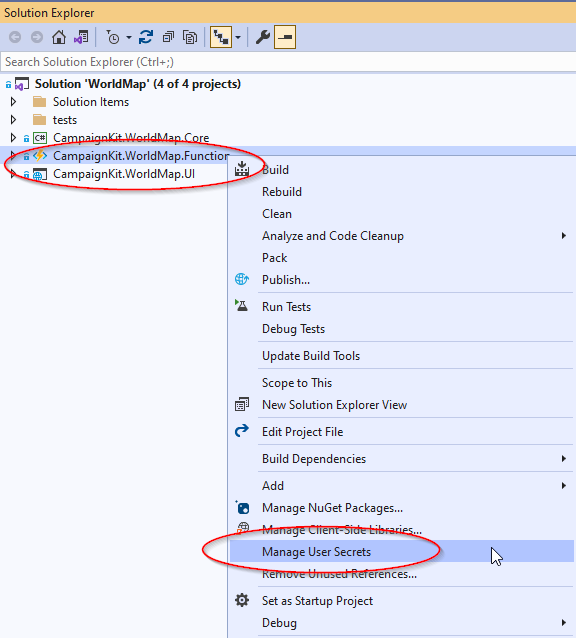 Solution Explorer
Search Solution Explorer (Ctrl+;)
Solution 'WorldMap' (4 of 4 projects)
Solution Items
tests
C# CampaignKit.WorldMap.Core
CampaignKit.WorldMap.Function
CampaignKit.WorldMap.UI
Build
Rebuild
Clean
Analyze and Code Cleanup
Pack
Publish...
Run Tests
Debug Tests
Update Build Tools
Scope to This
New Solution Explorer View
Edit Project File
Build Dependencies
Add
Manage NuGet Packages...
Manage Client-Side Libraries...
Manage User Secrets
Remove Unused References...
Set as Startup Project
Debug